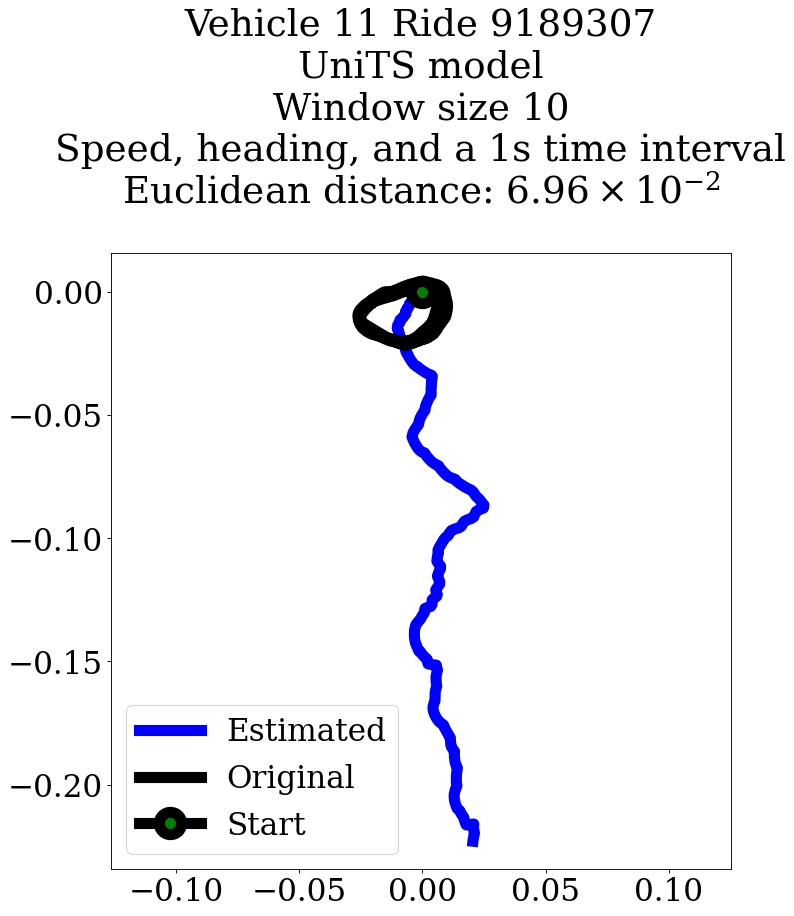 Vehicle 11 Ride 9189307
UniTS model
Window size 10
Speed, heading, and a 1s time interval
Euclidean distance: 6.96 × 10⁻²
0.00
−0.05
−0.10
−0.15
−0.20
Estimated
Original
Start
−0.10 −0.05 0.00 0.05 0.10